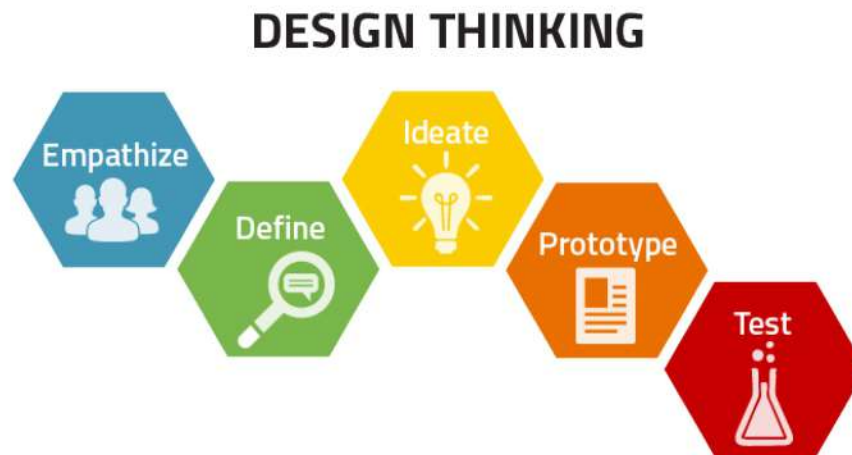 DESIGN THINKING
Empathize
Define
Ideate
Prototype
Test